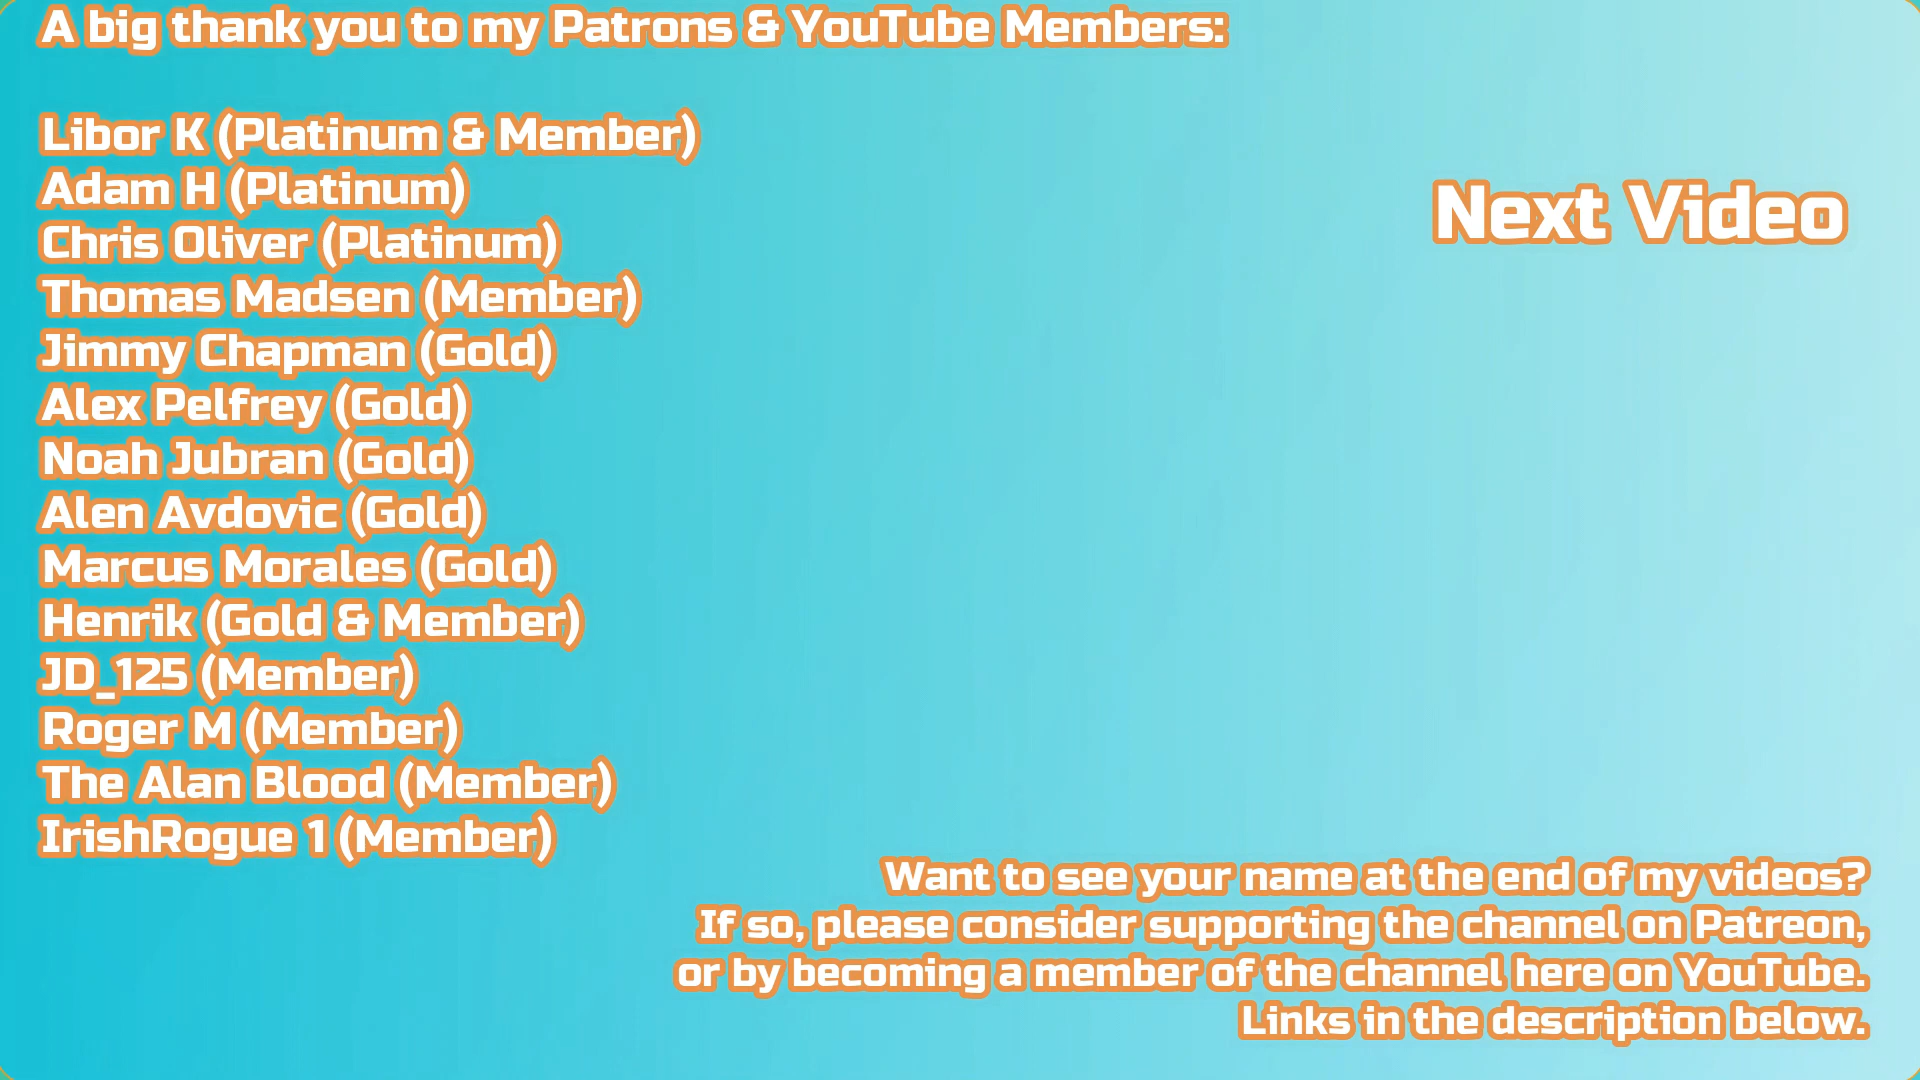 A big thank you to my Patrons & YouTube Members:
Libor K (Platinum & Member)
Adam H (Platinum)
Chris Oliver (Platinum)
Thomas Madsen (Member)
Jimmy Chapman (Gold)
Alex Pelfrey (Gold)
Noah Jubran (Gold)
Alen Avdovic (Gold)
Marcus Morales (Gold)
Henrik (Gold & Member)
JD_125 (Member)
Roger M (Member)
The Alan Blood (Member)
IrishRogue 1 (Member)
Next Video
Want to see your name at the end of my videos?
If so, please consider supporting the channel on Patreon,
or by becoming a member of the channel here on YouTube.
Links in the description below.